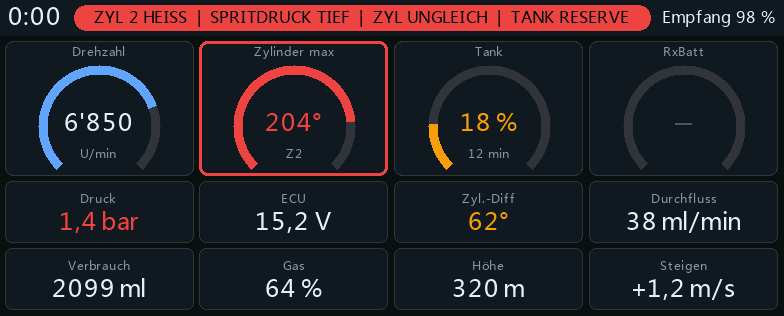 0:00 ZYL 2 HEISS | SPRITDRUCK TIEF | ZYL UNGLEICH | TANK RESERVE Empfang 98 %
Drehzahl
6'850
U/min
Zylinder max
204°
Z2
Tank
18 %
12 min
RxBatt
—
Druck
1,4 bar
ECU
15,2 V
Zyl.-Diff
62°
Durchfluss
38 ml/min
Verbrauch
2099 ml
Gas
64 %
Höhe
320 m
Steigen
+1,2 m/s